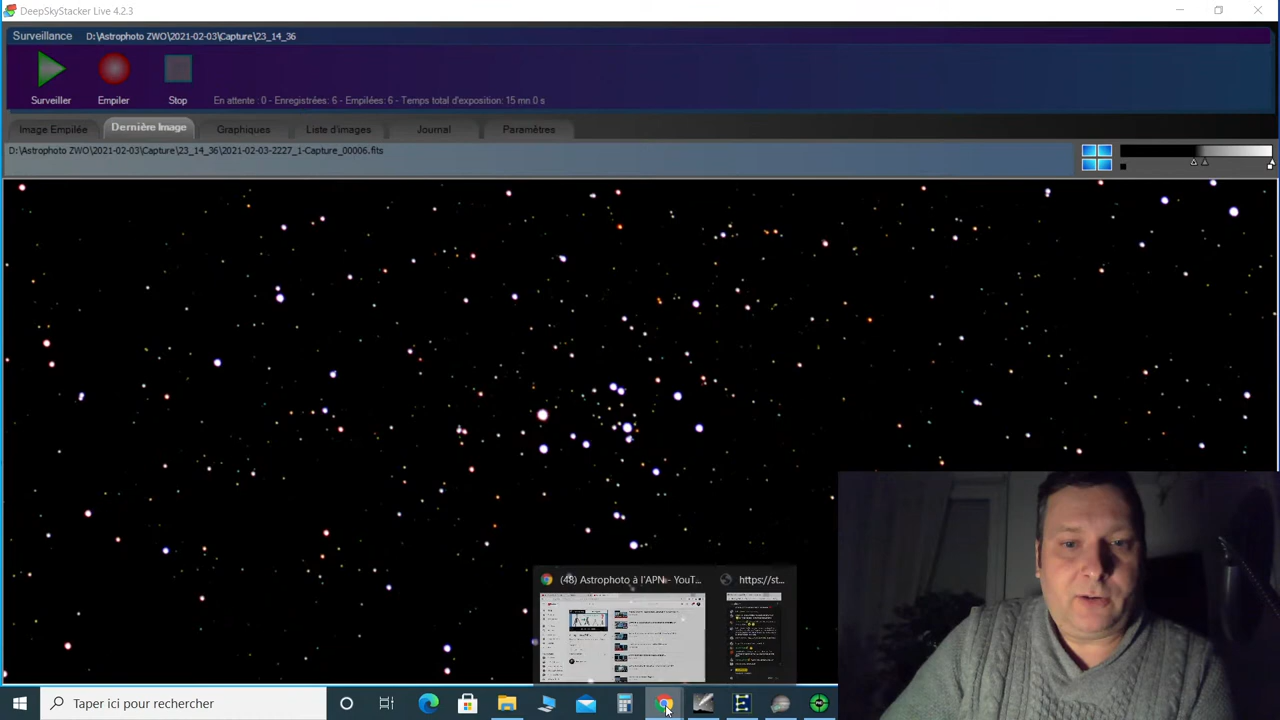 DeepSkyStacker Live 4.2.3
Surveillance D:\Astrophoto ZWO\2021-02-03\Capture\23_14_36
Surveiller Empiler Stop En attente : 0 - Enregistrées: 6 - Empilées: 6 - Temps total d'exposition: 15 mn 0 s
Image Empilée Dernière Image Graphiques Liste d'images Journal Paramètres
D:\Astrophoto ZWO\2021-02-03\Capture\23_14_36\2021-02-03-2227_1-Capture_00006.fits
(48) Astrophoto à l'APN - YouT... https://st...
Taper ici pour rechercher